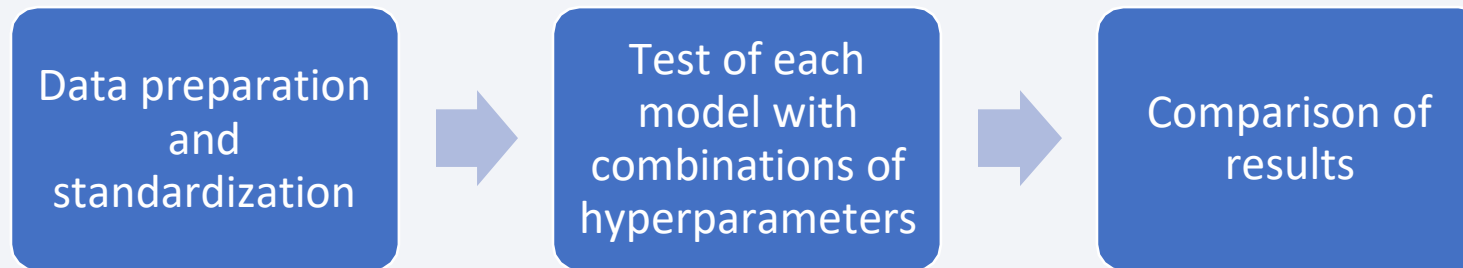 Data preparation
and
standardization
Test of each
model with
combinations of
hyperparameters
Comparison of
results